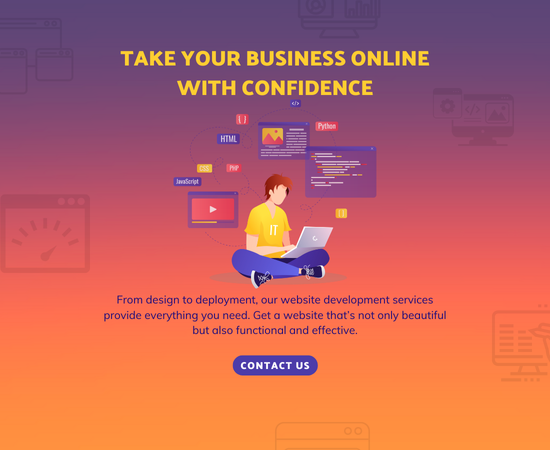 TAKE YOUR BUSINESS ONLINE
WITH CONFIDENCE
</>
{ }
Python
HTML
CSS
PHP
JavaScript
IT
From design to deployment, our website development services
provide everything you need. Get a website that's not only beautiful
but also functional and effective.
CONTACT US